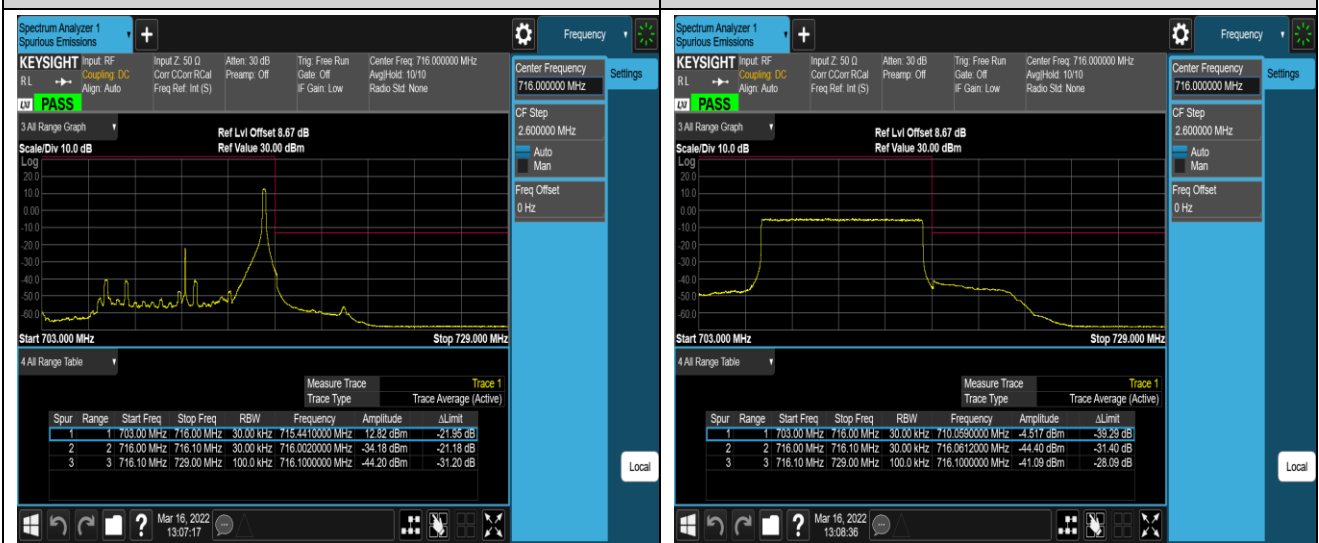 Spectrum Analyzer 1
Spurious Emissions
+
Frequency
KEYSIGHT
RL
Input: RF
Coupling: DC
Align: Auto
Input Z: 50 Ω
Corr CCorr RCal
Freq Ref: Int (S)
Atten: 30 dB
Preamp: Off
Trig: Free Run
Gate: Off
IF Gain: Low
Center Freq: 716.000000 MHz
Avg|Hold: 10/10
Radio Std: None
PASS
3 All Range Graph
Ref Lvl Offset 8.67 dB
Scale/Div 10.0 dB
Ref Value 30.00 dBm
Log
20.0
10.0
0.00
-10.0
-20.0
-30.0
-40.0
-50.0
-60.0
Start 703.000 MHz
Stop 729.000 MHz
4 All Range Table
Measure Trace Trace 1
Trace Type Trace Average (Active)
Spur Range Start Freq Stop Freq RBW Frequency Amplitude ΔLimit
1 1 703.00 MHz 716.00 MHz 30.00 kHz 715.4410000 MHz 12.82 dBm -21.95 dB
2 2 716.00 MHz 716.10 MHz 30.00 kHz 716.0020000 MHz -34.18 dBm -21.18 dB
3 3 716.10 MHz 729.00 MHz 100.0 kHz 716.1000000 MHz -44.20 dBm -31.20 dB
Center Frequency
716.000000 MHz
Settings
CF Step
2.600000 MHz
Auto
Man
Freq Offset
0 Hz
Local
?
Mar 16, 2022
13:07:17
Spectrum Analyzer 1
Spurious Emissions
+
Frequency
KEYSIGHT
RL
Input: RF
Coupling: DC
Align: Auto
Input Z: 50 Ω
Corr CCorr RCal
Freq Ref: Int (S)
Atten: 30 dB
Preamp: Off
Trig: Free Run
Gate: Off
IF Gain: Low
Center Freq: 716.000000 MHz
Avg|Hold: 10/10
Radio Std: None
PASS
3 All Range Graph
Ref Lvl Offset 8.67 dB
Scale/Div 10.0 dB
Ref Value 30.00 dBm
Log
20.0
10.0
0.00
-10.0
-20.0
-30.0
-40.0
-50.0
-60.0
Start 703.000 MHz
Stop 729.000 MHz
4 All Range Table
Measure Trace Trace 1
Trace Type Trace Average (Active)
Spur Range Start Freq Stop Freq RBW Frequency Amplitude ΔLimit
1 1 703.00 MHz 716.00 MHz 30.00 kHz 710.0590000 MHz -4.517 dBm -39.29 dB
2 2 716.00 MHz 716.10 MHz 30.00 kHz 716.0612000 MHz -44.40 dBm -31.40 dB
3 3 716.10 MHz 729.00 MHz 100.0 kHz 716.1000000 MHz -41.09 dBm -28.09 dB
Center Frequency
716.000000 MHz
Settings
CF Step
2.600000 MHz
Auto
Man
Freq Offset
0 Hz
Local
?
Mar 16, 2022
13:08:36